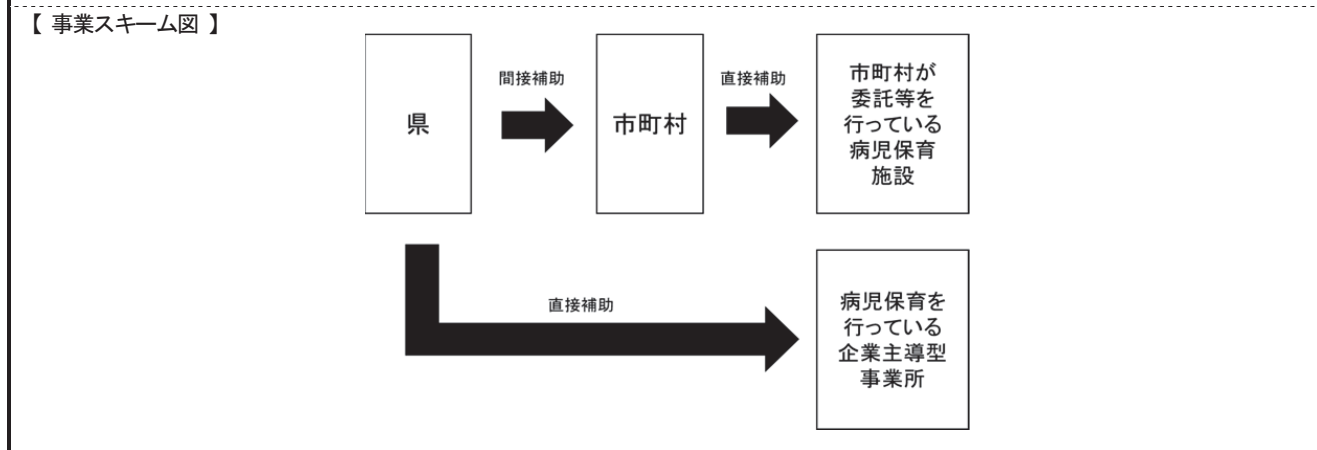 【 事業スキーム図 】
間接補助
直接補助
県
市町村
市町村が
委託等を
行っている
病児保育
施設
直接補助
病児保育を
行っている
企業主導型
事業所